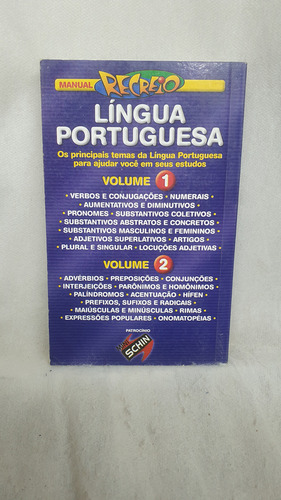 MANUAL RECREIO
LÍNGUA
PORTUGUESA
Os principais temas da Língua Portuguesa
para ajudar você em seus estudos
VOLUME 1
• VERBOS E CONJUGAÇÕES • NUMERAIS •
• AUMENTATIVOS E DIMINUTIVOS •
• PRONOMES • SUBSTANTIVOS COLETIVOS •
• SUBSTANTIVOS ABSTRATOS E CONCRETOS •
• SUBSTANTIVOS MASCULINOS E FEMININOS •
• ADJETIVOS SUPERLATIVOS • ARTIGOS •
• PLURAL E SINGULAR • LOCUÇÕES ADJETIVAS •
VOLUME 2
• ADVÉRBIOS • PREPOSIÇÕES • CONJUNÇÕES •
• INTERJEIÇÕES • PARÔNIMOS E HOMÔNIMOS •
• PALÍNDROMOS • ACENTUAÇÃO • HÍFEN •
• PREFIXOS, SUFIXOS E RADICAIS •
• MAIÚSCULAS E MINÚSCULAS • RIMAS •
• EXPRESSÕES POPULARES • ONOMATOPÉIAS •
PATROCÍNIO
SCHIN